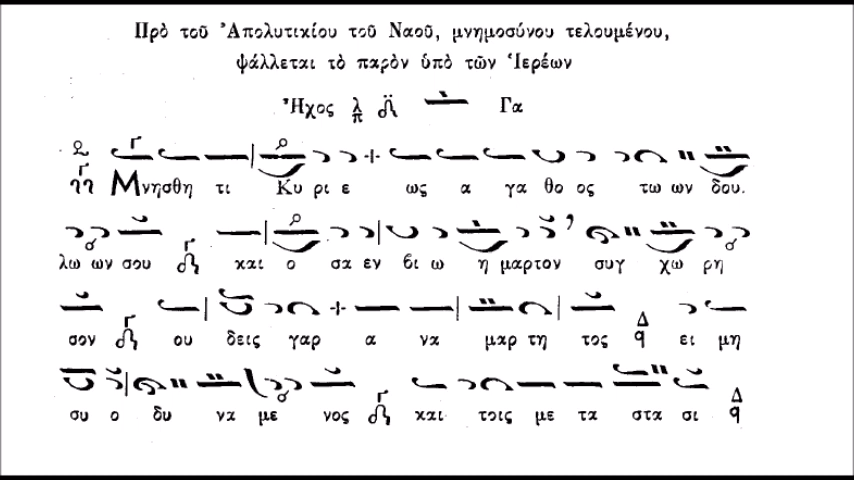 Πρὸ τοῦ Ἀπολυτικίου τοῦ Ναοῦ, μνημοσύνου τελουμένου,
ψάλλεται τὸ παρὸν ὑπὸ τῶν Ἱερέων
Ἦχος λ π Γα
Μνησθη τι Κυ ρι ε ως α γα θο ος τω ων δου.
λω ων σου και ο σα εν βι ω η μαρτον συγ χω ρη
σον ου δεις γαρ α να μαρ τη τος ει μη
συ ο δυ να με νος και τοις με τα στα σι